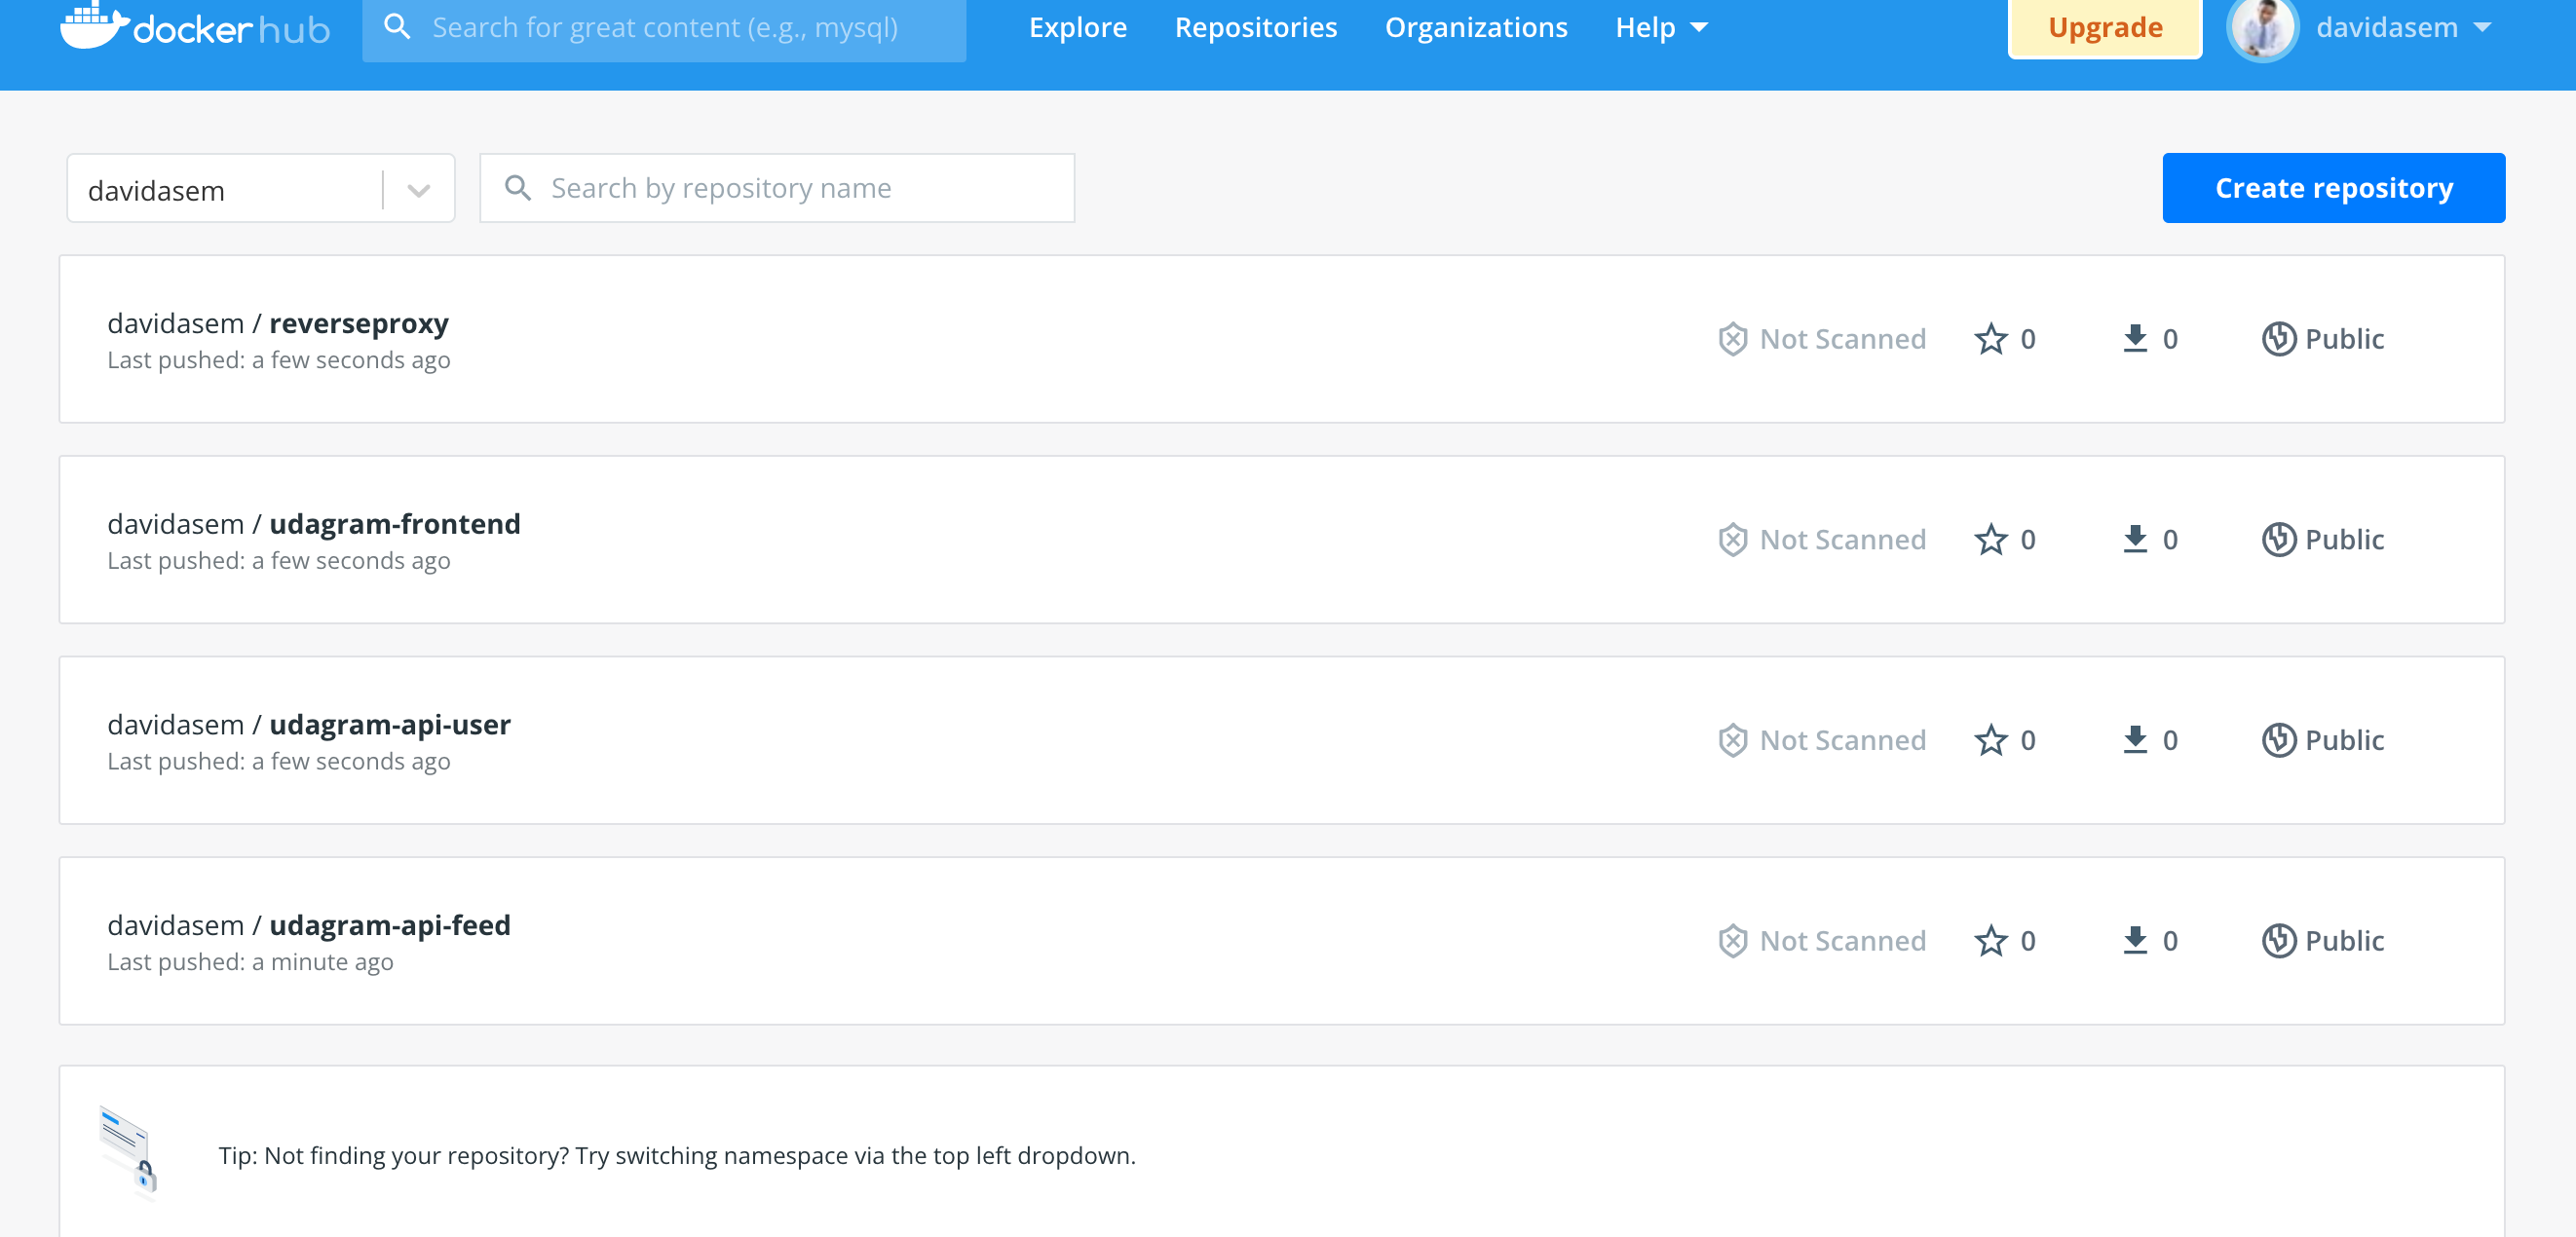 docker hub
Search for great content (e.g., mysql)
Explore
Repositories
Organizations
Help
Upgrade
davidasem
davidasem
Search by repository name
Create repository
davidasem / reverseproxy
Last pushed: a few seconds ago
Not Scanned
0
0
Public
davidasem / udagram-frontend
Last pushed: a few seconds ago
Not Scanned
0
0
Public
davidasem / udagram-api-user
Last pushed: a few seconds ago
Not Scanned
0
0
Public
davidasem / udagram-api-feed
Last pushed: a minute ago
Not Scanned
0
0
Public
Tip: Not finding your repository? Try switching namespace via the top left dropdown.